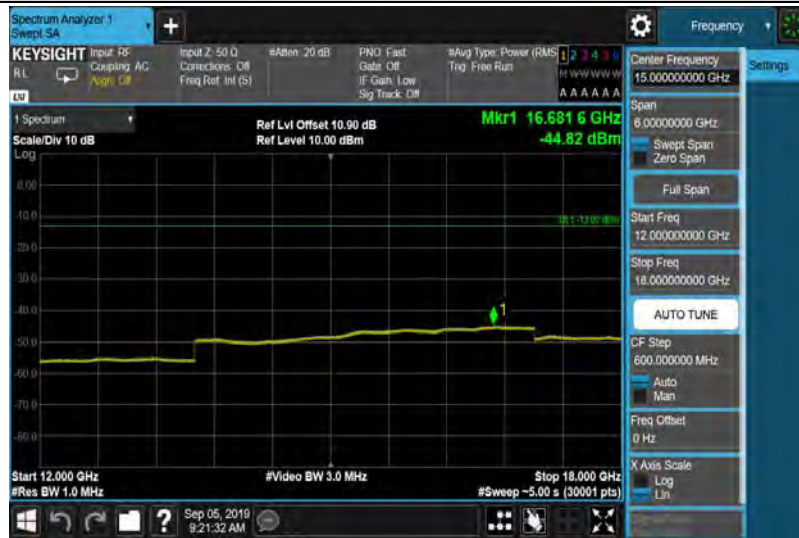 Spectrum Analyzer 1
Swept SA
+
Frequency
KEYSIGHT
RL
LXI
Input: RF
Coupling: AC
Align: Off
Input Z: 50 Ω
Corrections: Off
Freq Ref: Int (S)
#Atten: 20 dB
PNO: Fast
Gate: Off
IF Gain: Low
Sig Track: Off
#Avg Type: Power (RMS
Trig: Free Run
1 2 3 4 5 6
M W W W W W
A A A A A A
1 Spectrum
Scale/Div 10 dB
Log
Ref Lvl Offset 10.90 dB
Ref Level 10.00 dBm
Mkr1 16.681 6 GHz
-44.82 dBm
0.00
-10.0
DL1 -13.00 dBm
-20.0
-30.0
-40.0
1
-50.0
-60.0
-70.0
-80.0
Start 12.000 GHz
#Res BW 1.0 MHz
#Video BW 3.0 MHz
Stop 18.000 GHz
#Sweep ~5.00 s (30001 pts)
?
Sep 05, 2019
9:21:32 AM
Center Frequency
15.000000000 GHz
Settings
Span
6.00000000 GHz
Swept Span
Zero Span
Full Span
Start Freq
12.000000000 GHz
Stop Freq
18.000000000 GHz
AUTO TUNE
CF Step
600.000000 MHz
Auto
Man
Freq Offset
0 Hz
X Axis Scale
Log
Lin